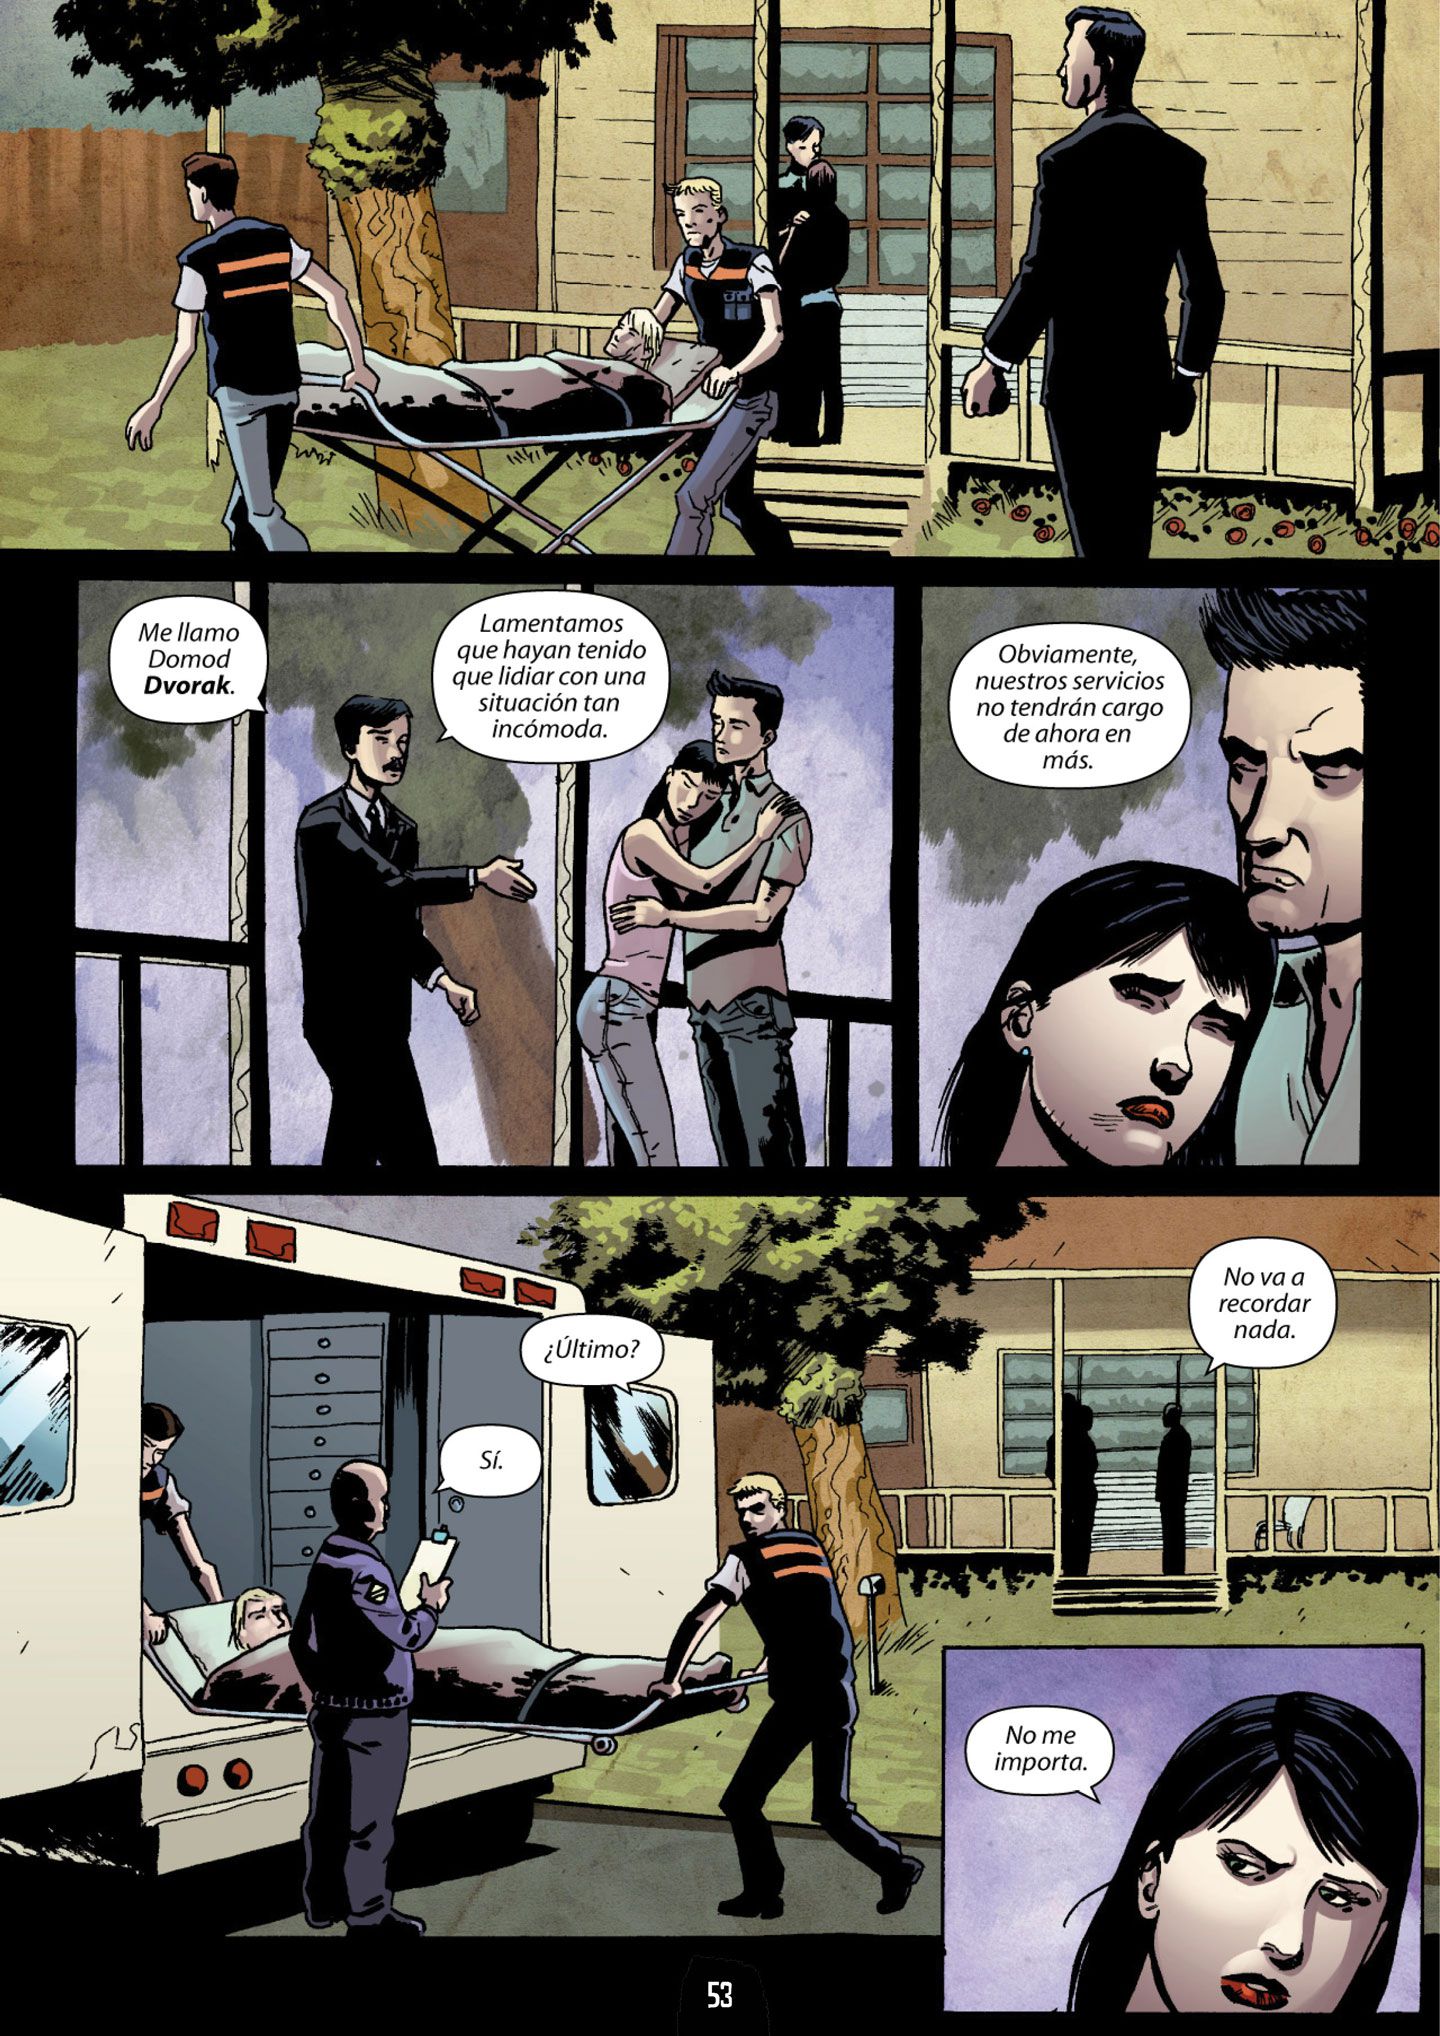 Me llamo
Domod
Dvorak.
Lamentamos
que hayan tenido
que lidiar con una
situación tan
incómoda.
Obviamente,
nuestros servicios
no tendrán cargo
de ahora en
más.
¿Último?
Sí.
No va a
recordar
nada.
No me
importa.
53